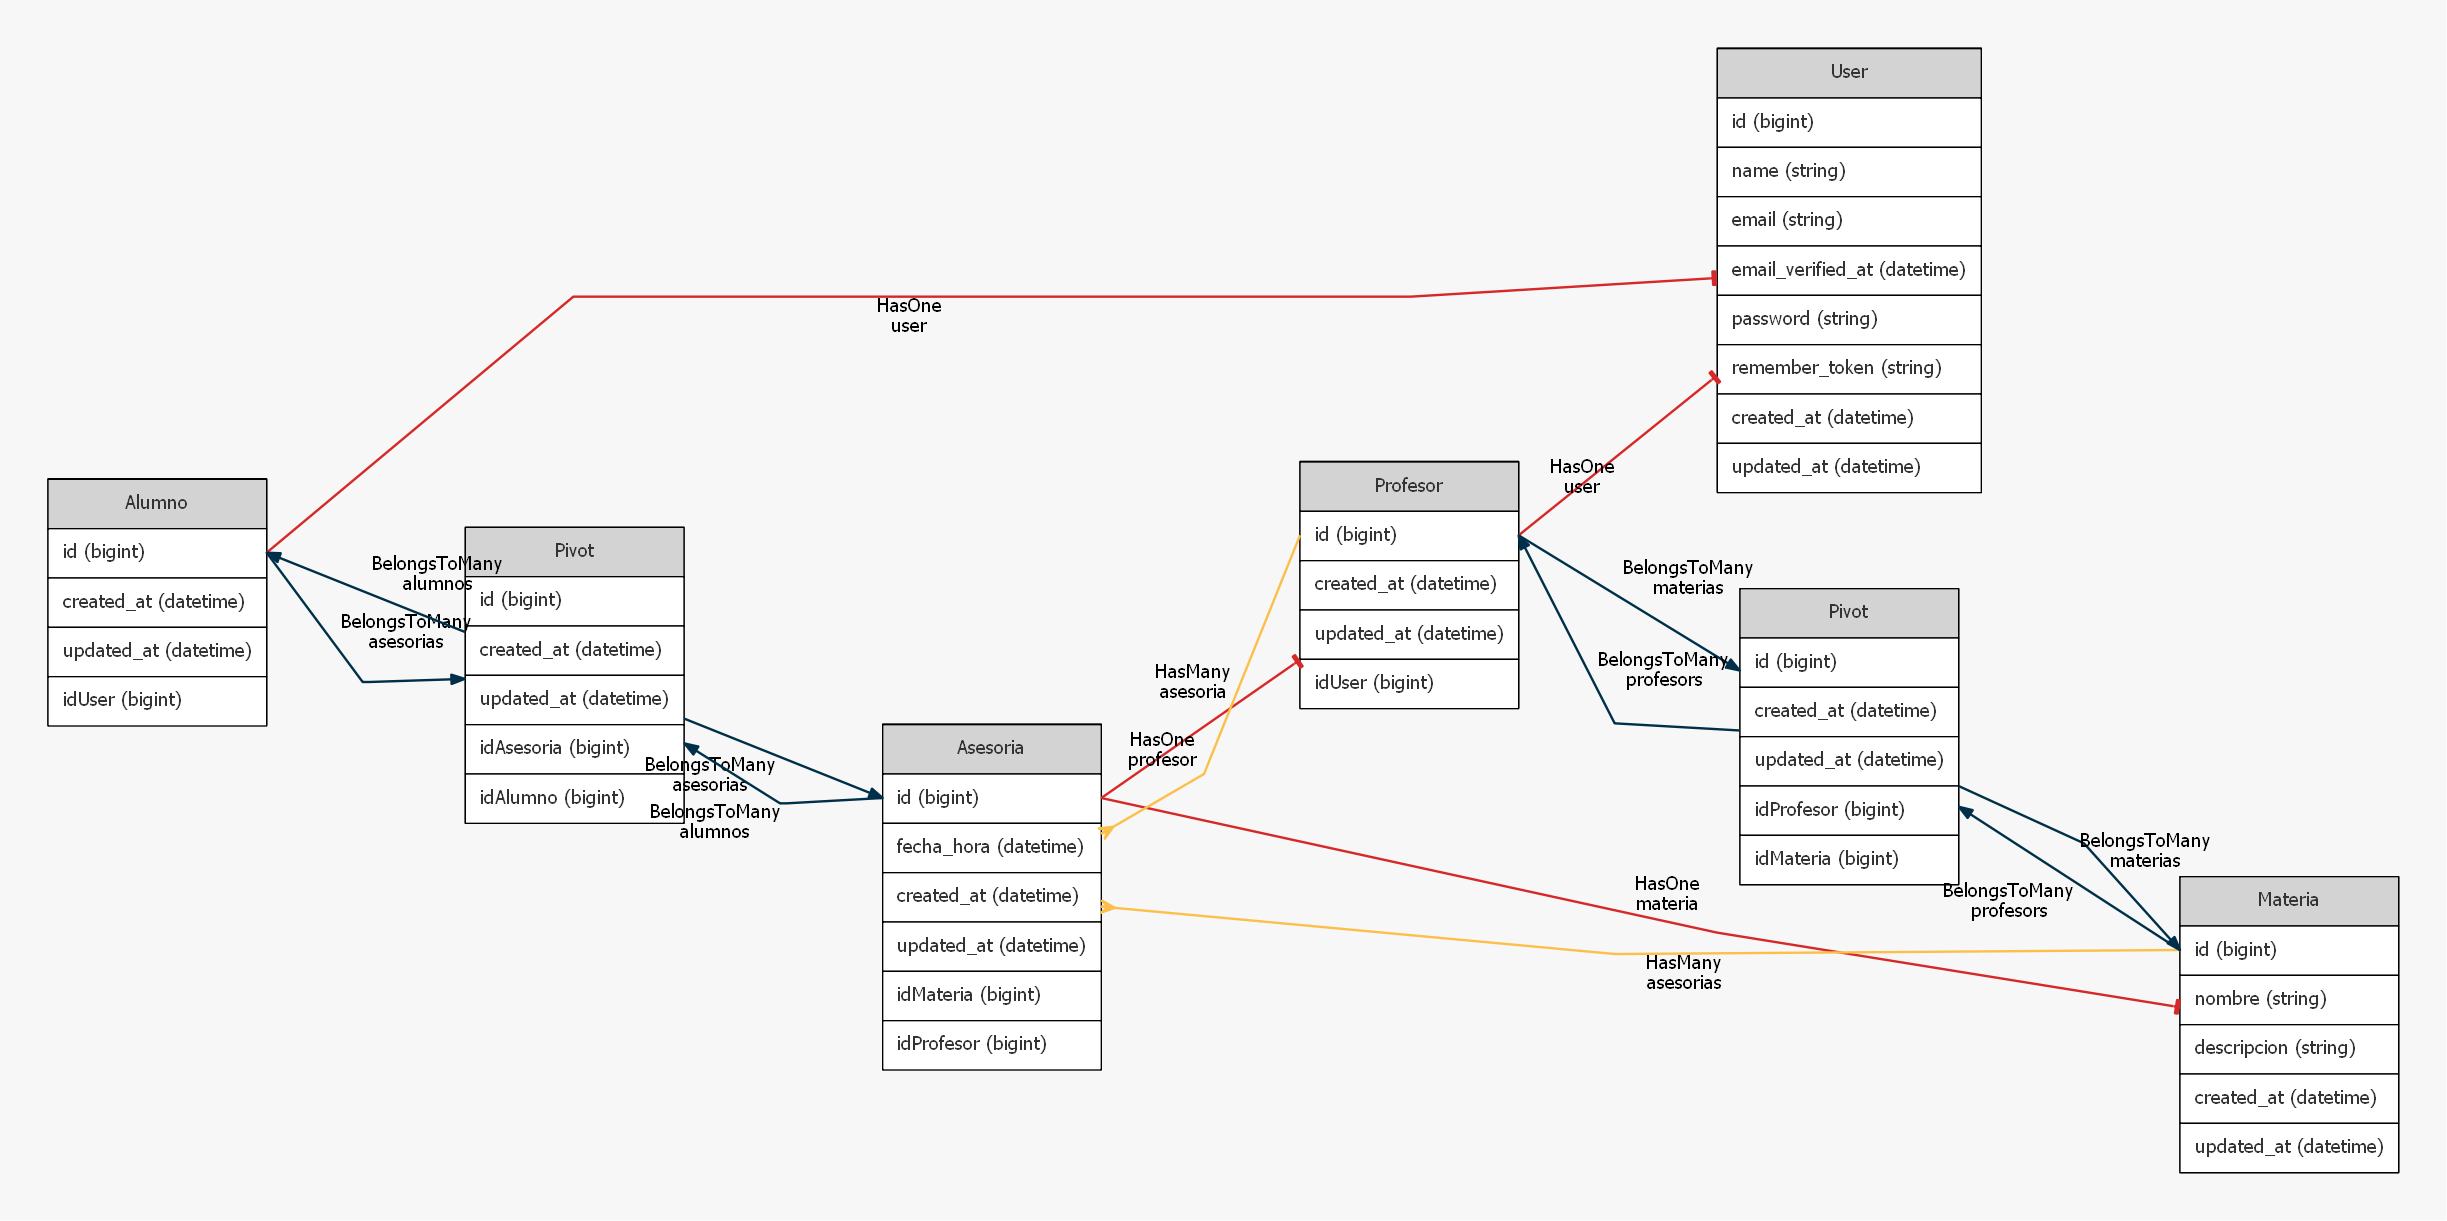 User
id (bigint)
name (string)
email (string)
email_verified_at (datetime)
password (string)
remember_token (string)
created_at (datetime)
updated_at (datetime)
HasOne
user
Alumno
id (bigint)
created_at (datetime)
updated_at (datetime)
idUser (bigint)
BelongsToMany
alumnos
BelongsToMany
asesorias
Pivot
id (bigint)
created_at (datetime)
updated_at (datetime)
idAsesoria (bigint)
idAlumno (bigint)
BelongsToMany
asesorias
BelongsToMany
alumnos
Asesoria
id (bigint)
fecha_hora (datetime)
created_at (datetime)
updated_at (datetime)
idMateria (bigint)
idProfesor (bigint)
HasMany
asesoria
HasOne
profesor
Profesor
id (bigint)
created_at (datetime)
updated_at (datetime)
idUser (bigint)
HasOne
user
BelongsToMany
materias
BelongsToMany
profesors
Pivot
id (bigint)
created_at (datetime)
updated_at (datetime)
idProfesor (bigint)
idMateria (bigint)
HasOne
materia
HasMany
asesorias
BelongsToMany
materias
BelongsToMany
profesors
Materia
id (bigint)
nombre (string)
descripcion (string)
created_at (datetime)
updated_at (datetime)